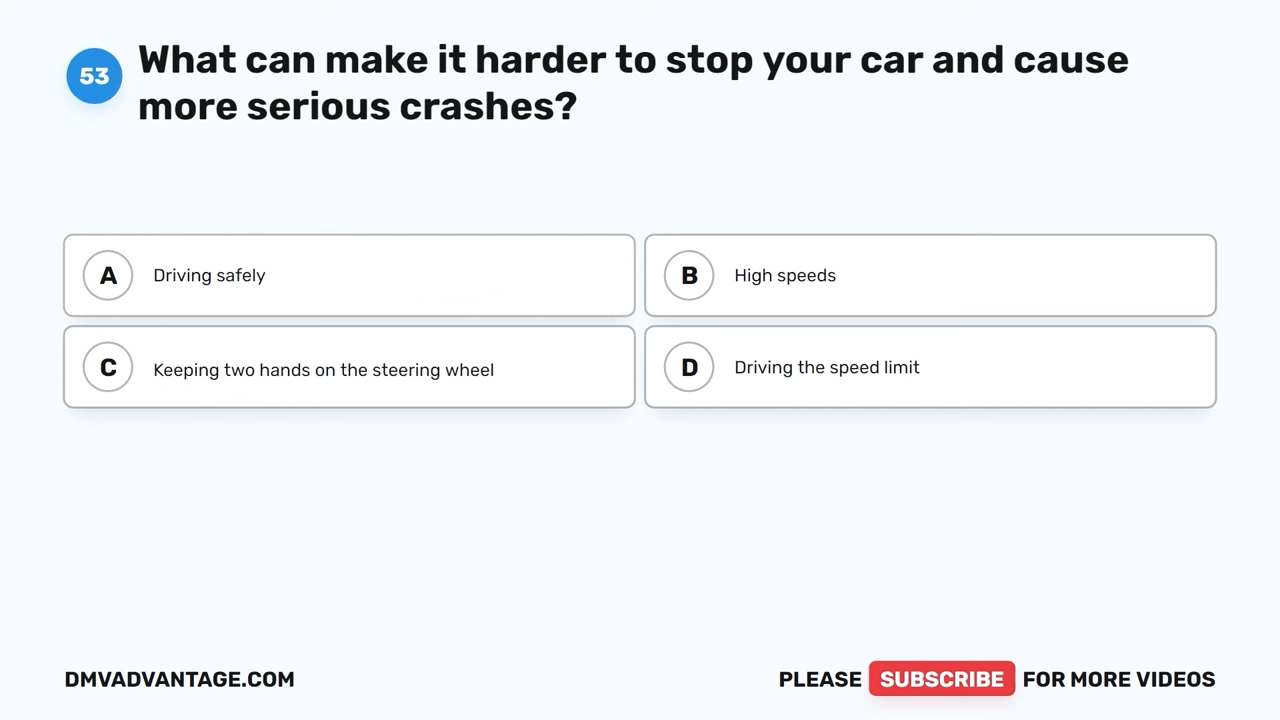 53
What can make it harder to stop your car and cause
more serious crashes?
A Driving safely
B High speeds
C Keeping two hands on the steering wheel
D Driving the speed limit
DMVADVANTAGE.COM
PLEASE SUBSCRIBE FOR MORE VIDEOS